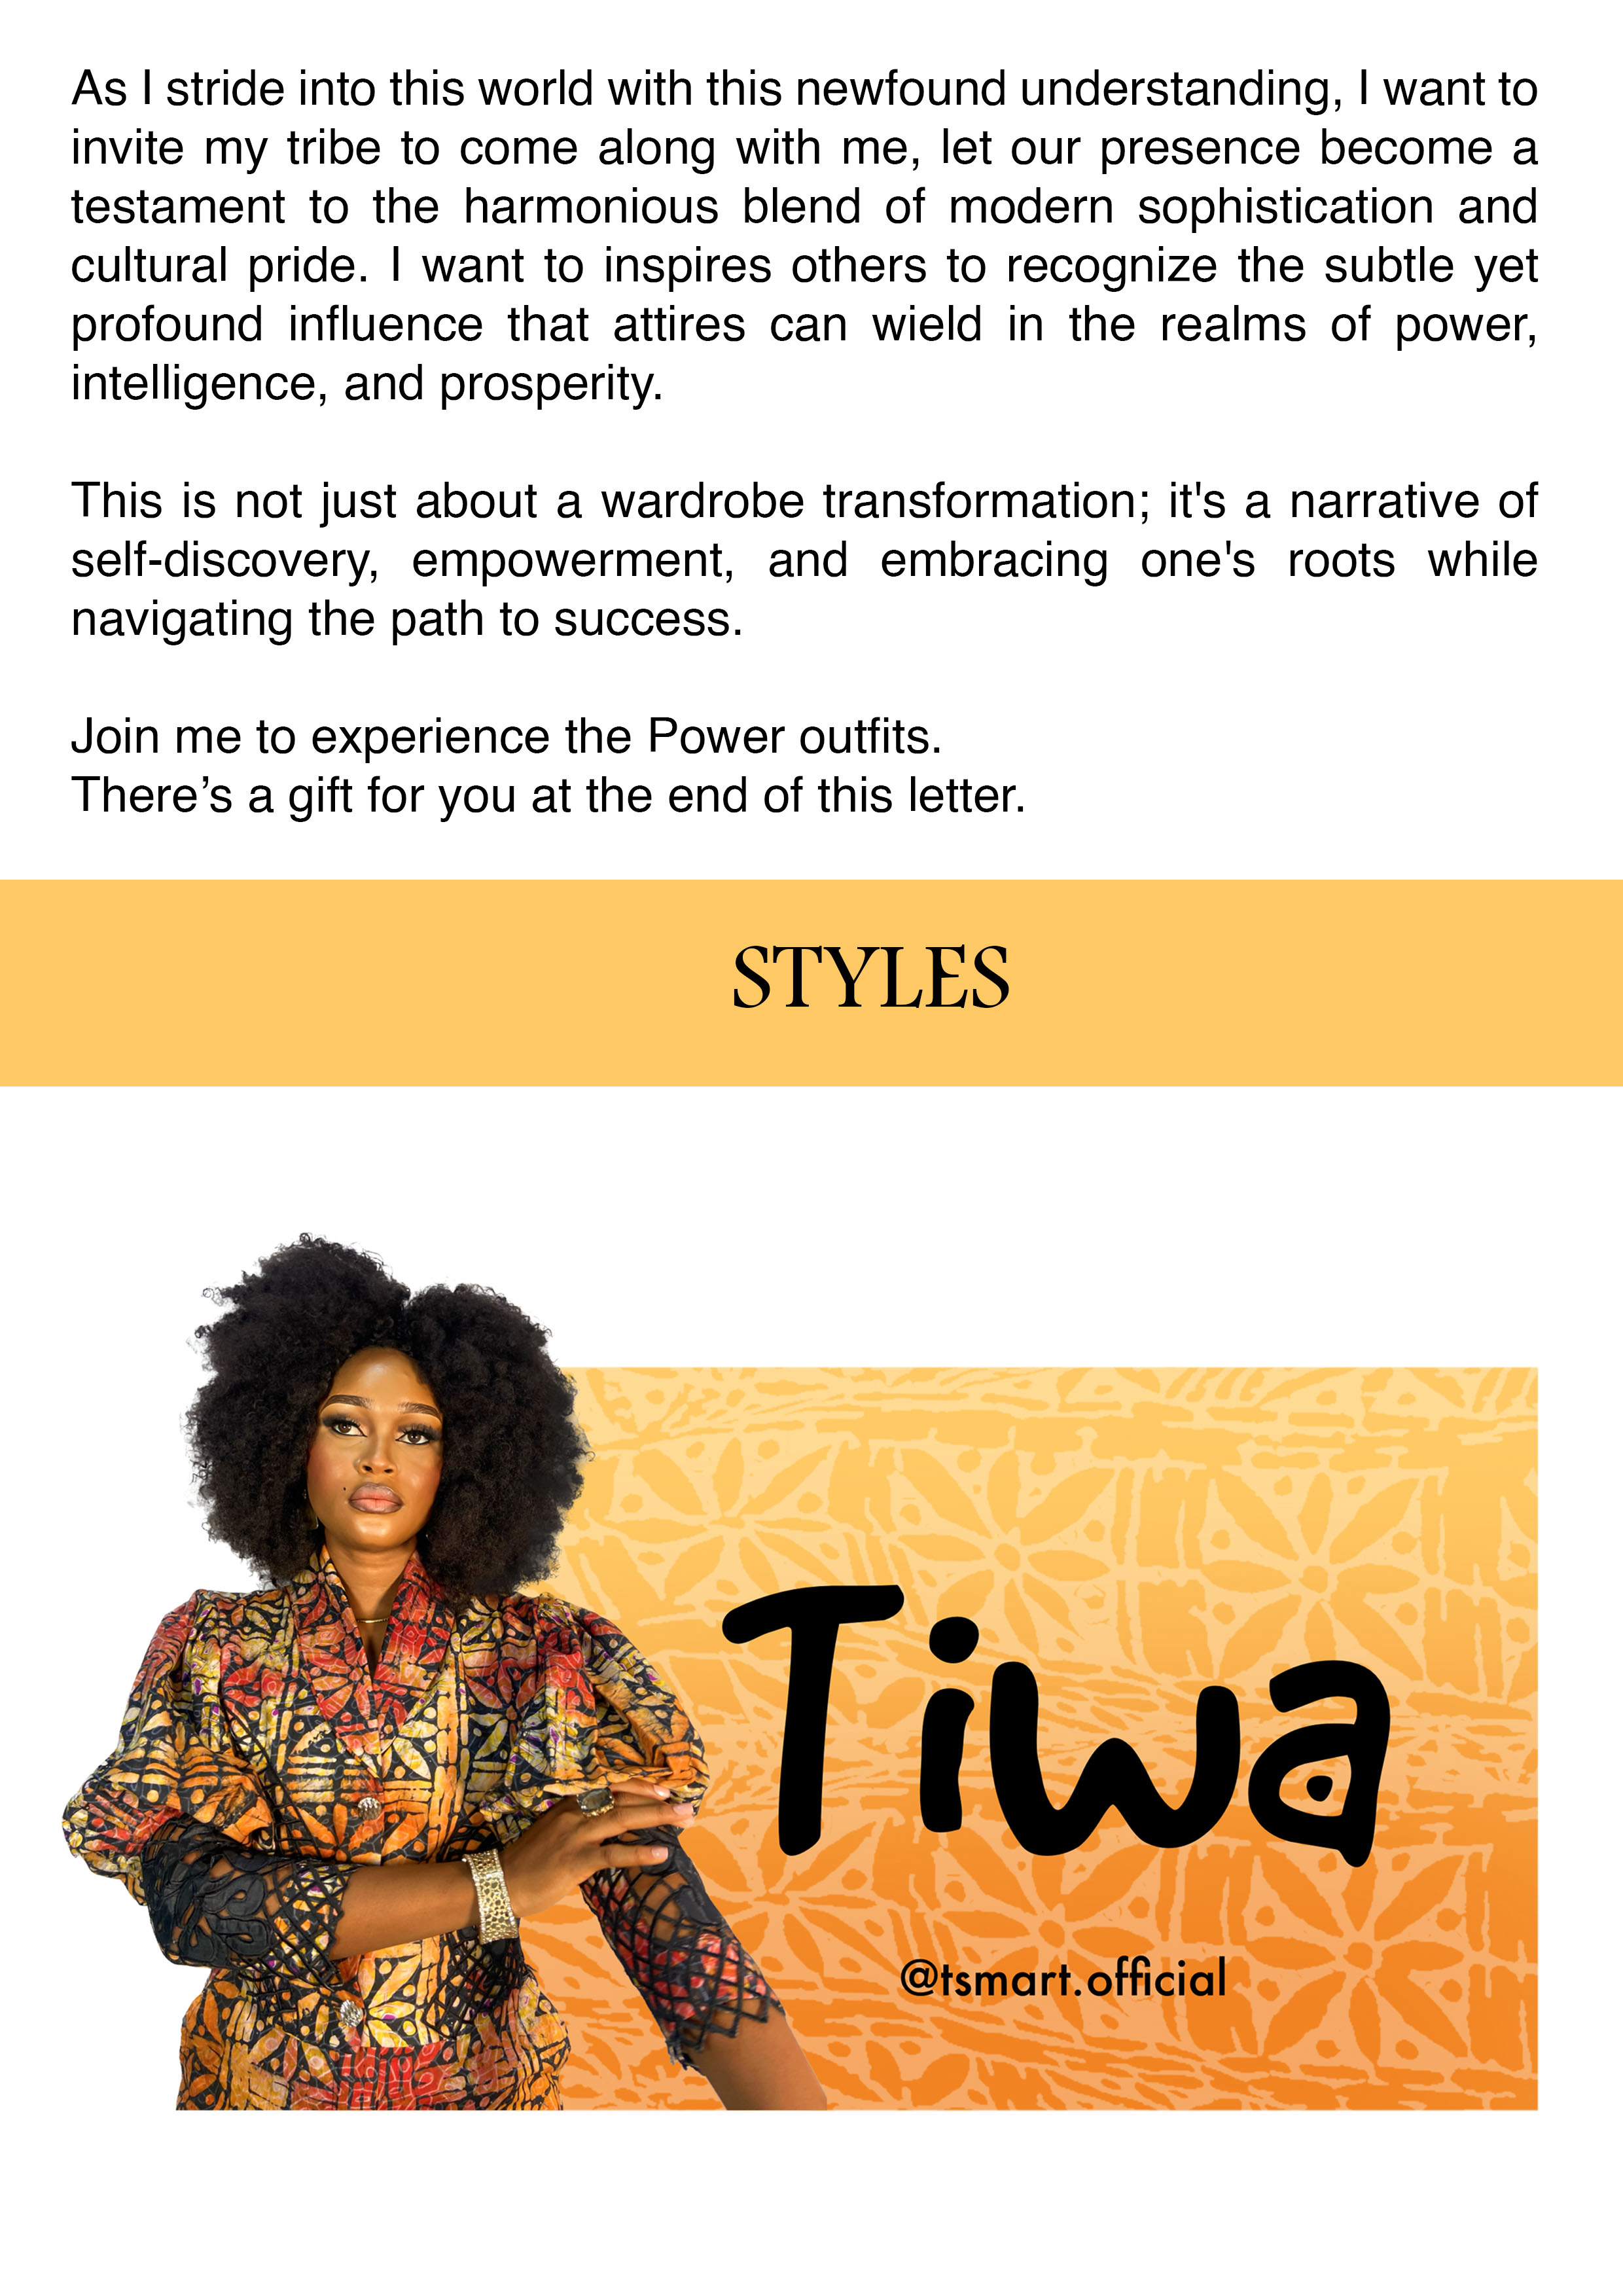 As I stride into this world with this newfound understanding, I want to
invite my tribe to come along with me, let our presence become a
testament to the harmonious blend of modern sophistication and
cultural pride. I want to inspires others to recognize the subtle yet
profound influence that attires can wield in the realms of power,
intelligence, and prosperity.
This is not just about a wardrobe transformation; it's a narrative of
self-discovery, empowerment, and embracing one's roots while
navigating the path to success.
Join me to experience the Power outfits.
There’s a gift for you at the end of this letter.
STYLES
Tiwa
@tsmart.official